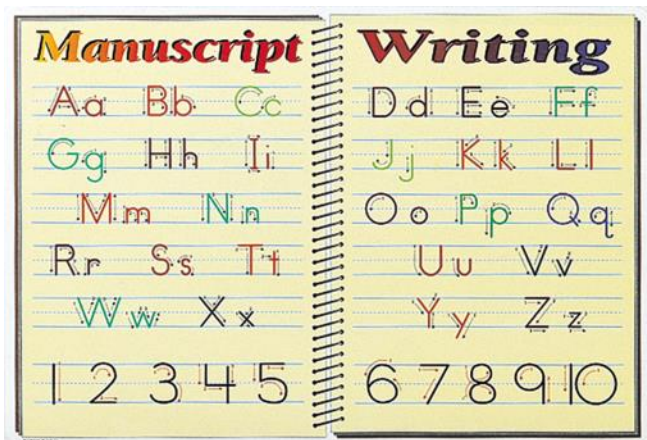 Manuscript Writing
Aa Bb Cc Dd Ee Ff
Gg Hh Ii Jj Kk Ll
Mm Nn Oo Pp Qq
Rr Ss Tt Uu Vv
Ww Xx Yy Zz
1 2 3 4 5 6 7 8 9 10